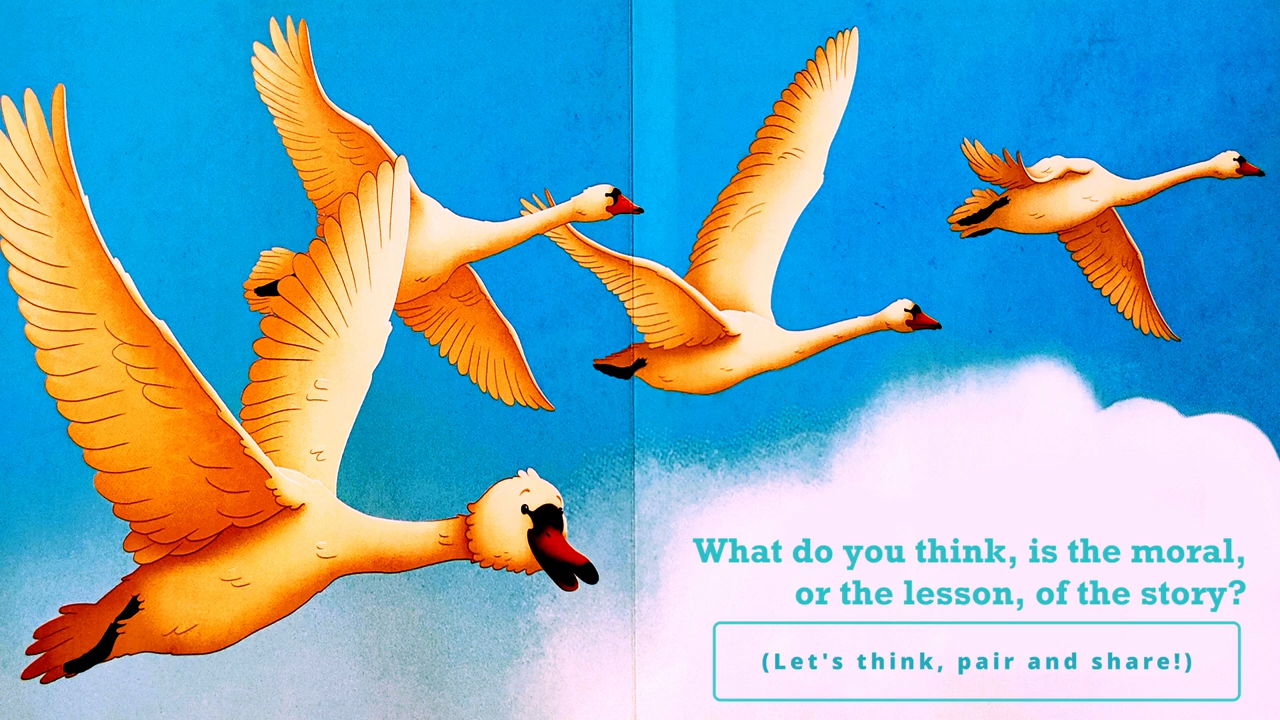 What do you think, is the moral,
or the lesson, of the story?
(Let's think, pair and share!)